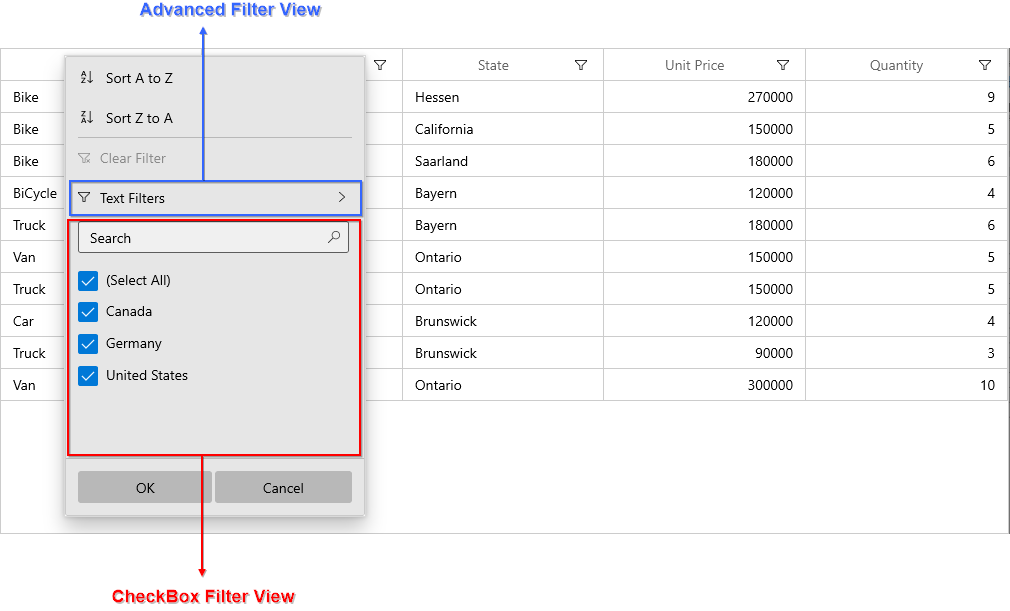 Advanced Filter View
State Unit Price Quantity
Sort A to Z
Sort Z to A
Clear Filter
Text Filters
Search
(Select All)
Canada
Germany
United States
OK Cancel
Bike Hessen 270000 9
Bike California 150000 5
Bike Saarland 180000 6
BiCycle Bayern 120000 4
Truck Bayern 180000 6
Van Ontario 150000 5
Truck Ontario 150000 5
Car Brunswick 120000 4
Truck Brunswick 90000 3
Van Ontario 300000 10
CheckBox Filter View